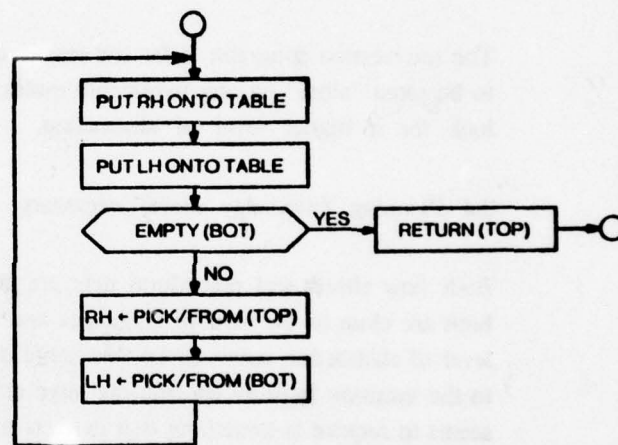 PUT RH ONTO TABLE
PUT LH ONTO TABLE
EMPTY (BOT)
YES
RETURN (TOP)
NO
RH ← PICK/FROM (TOP)
LH ← PICK/FROM (BOT)